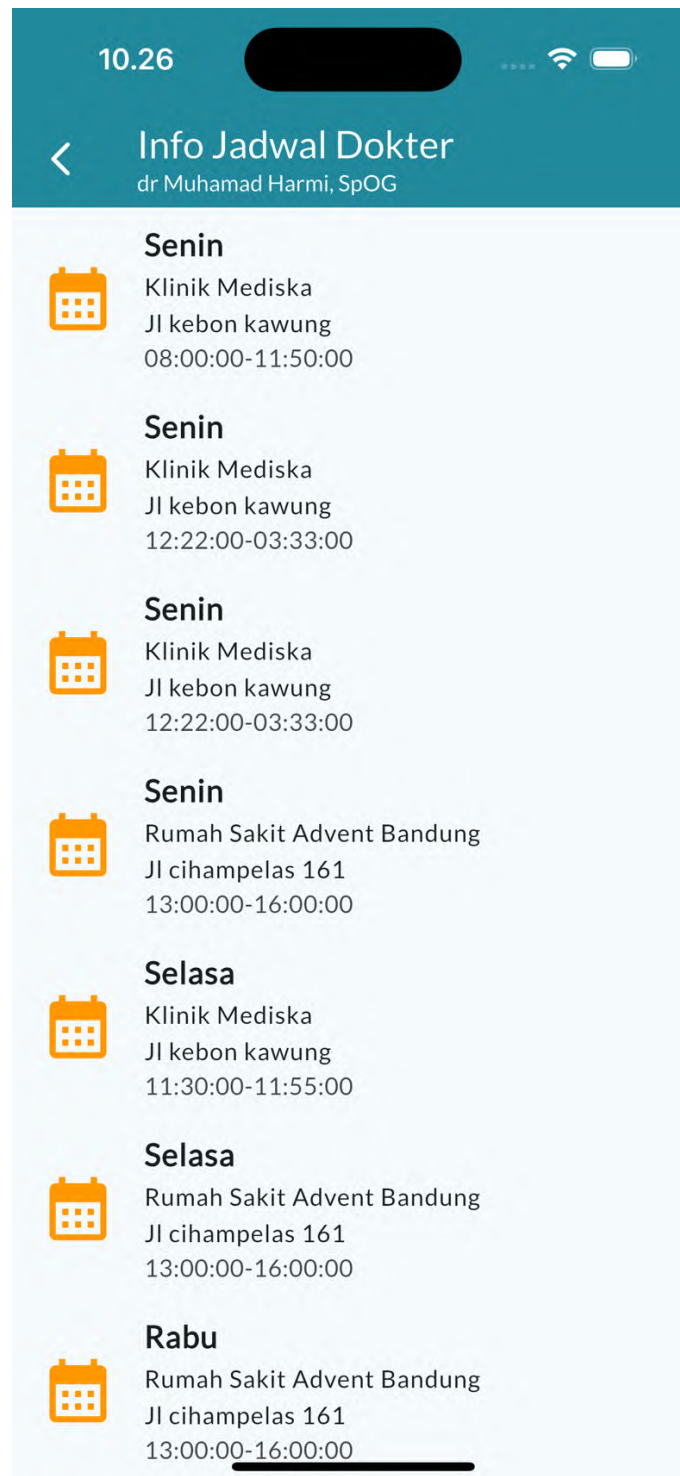 10.26
Info Jadwal Dokter
dr Muhamad Harmi, SpOG
Senin
Klinik Mediska
Jl kebon kawung
08:00:00-11:50:00
Senin
Klinik Mediska
Jl kebon kawung
12:22:00-03:33:00
Senin
Klinik Mediska
Jl kebon kawung
12:22:00-03:33:00
Senin
Rumah Sakit Advent Bandung
Jl cihampelas 161
13:00:00-16:00:00
Selasa
Klinik Mediska
Jl kebon kawung
11:30:00-11:55:00
Selasa
Rumah Sakit Advent Bandung
Jl cihampelas 161
13:00:00-16:00:00
Rabu
Rumah Sakit Advent Bandung
Jl cihampelas 161
13:00:00-16:00:00